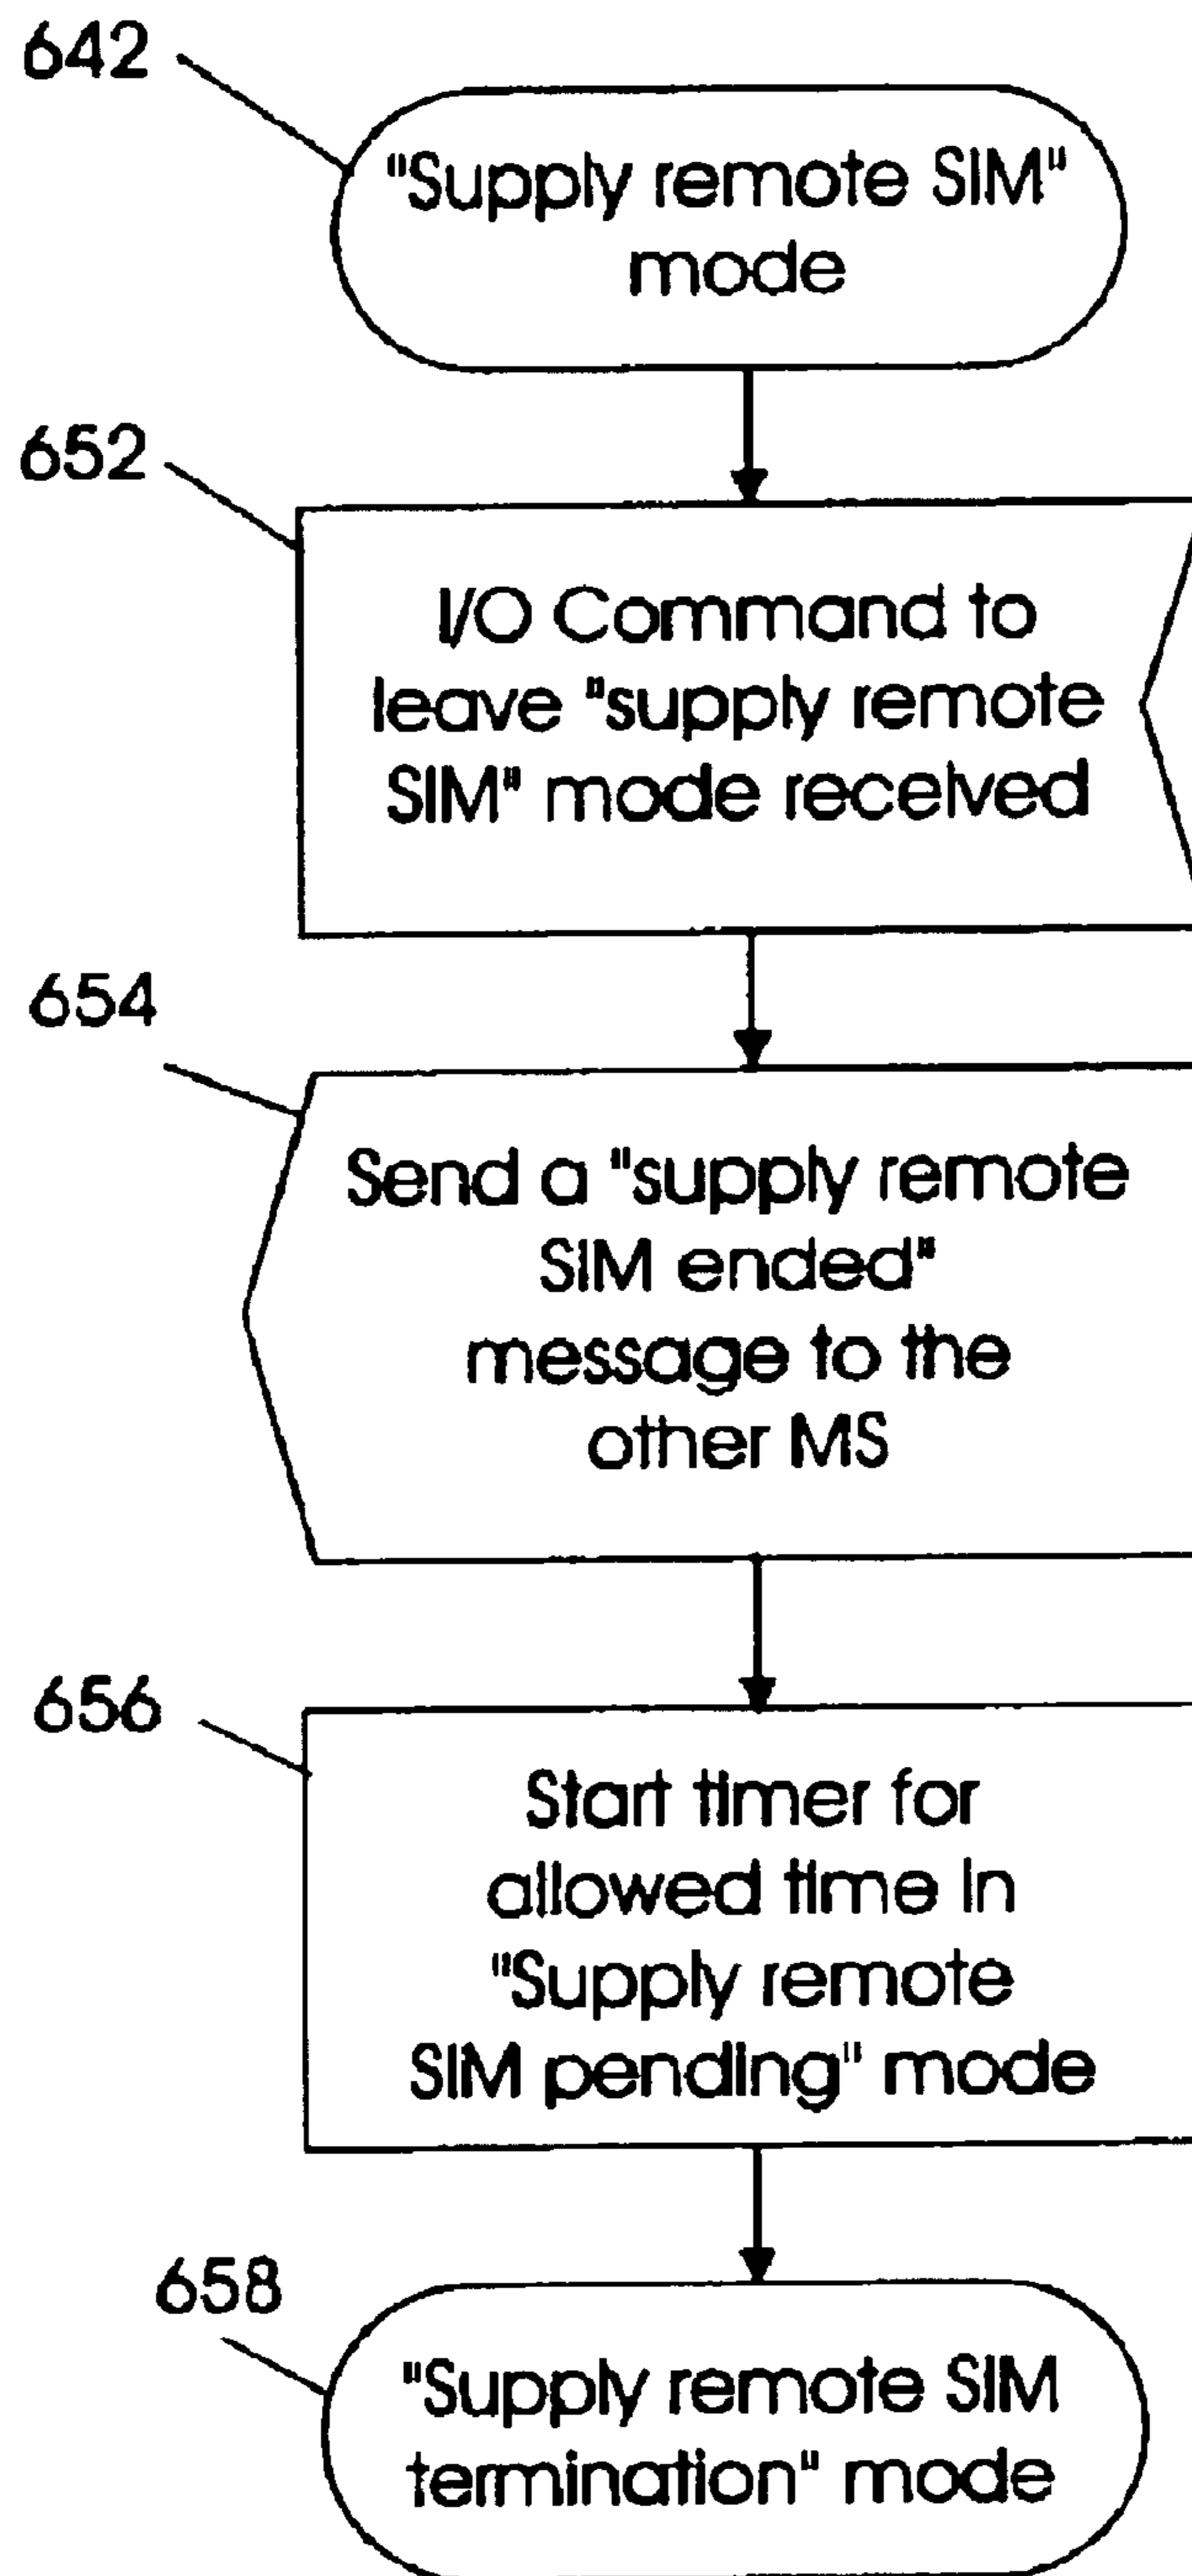 642
"Supply remote SIM"
mode
652
I/O Command to
leave "supply remote
SIM" mode received
654
Send a "supply remote
SIM ended"
message to the
other MS
656
Start timer for
allowed time in
"Supply remote
SIM pending" mode
658
"Supply remote SIM
termination" mode